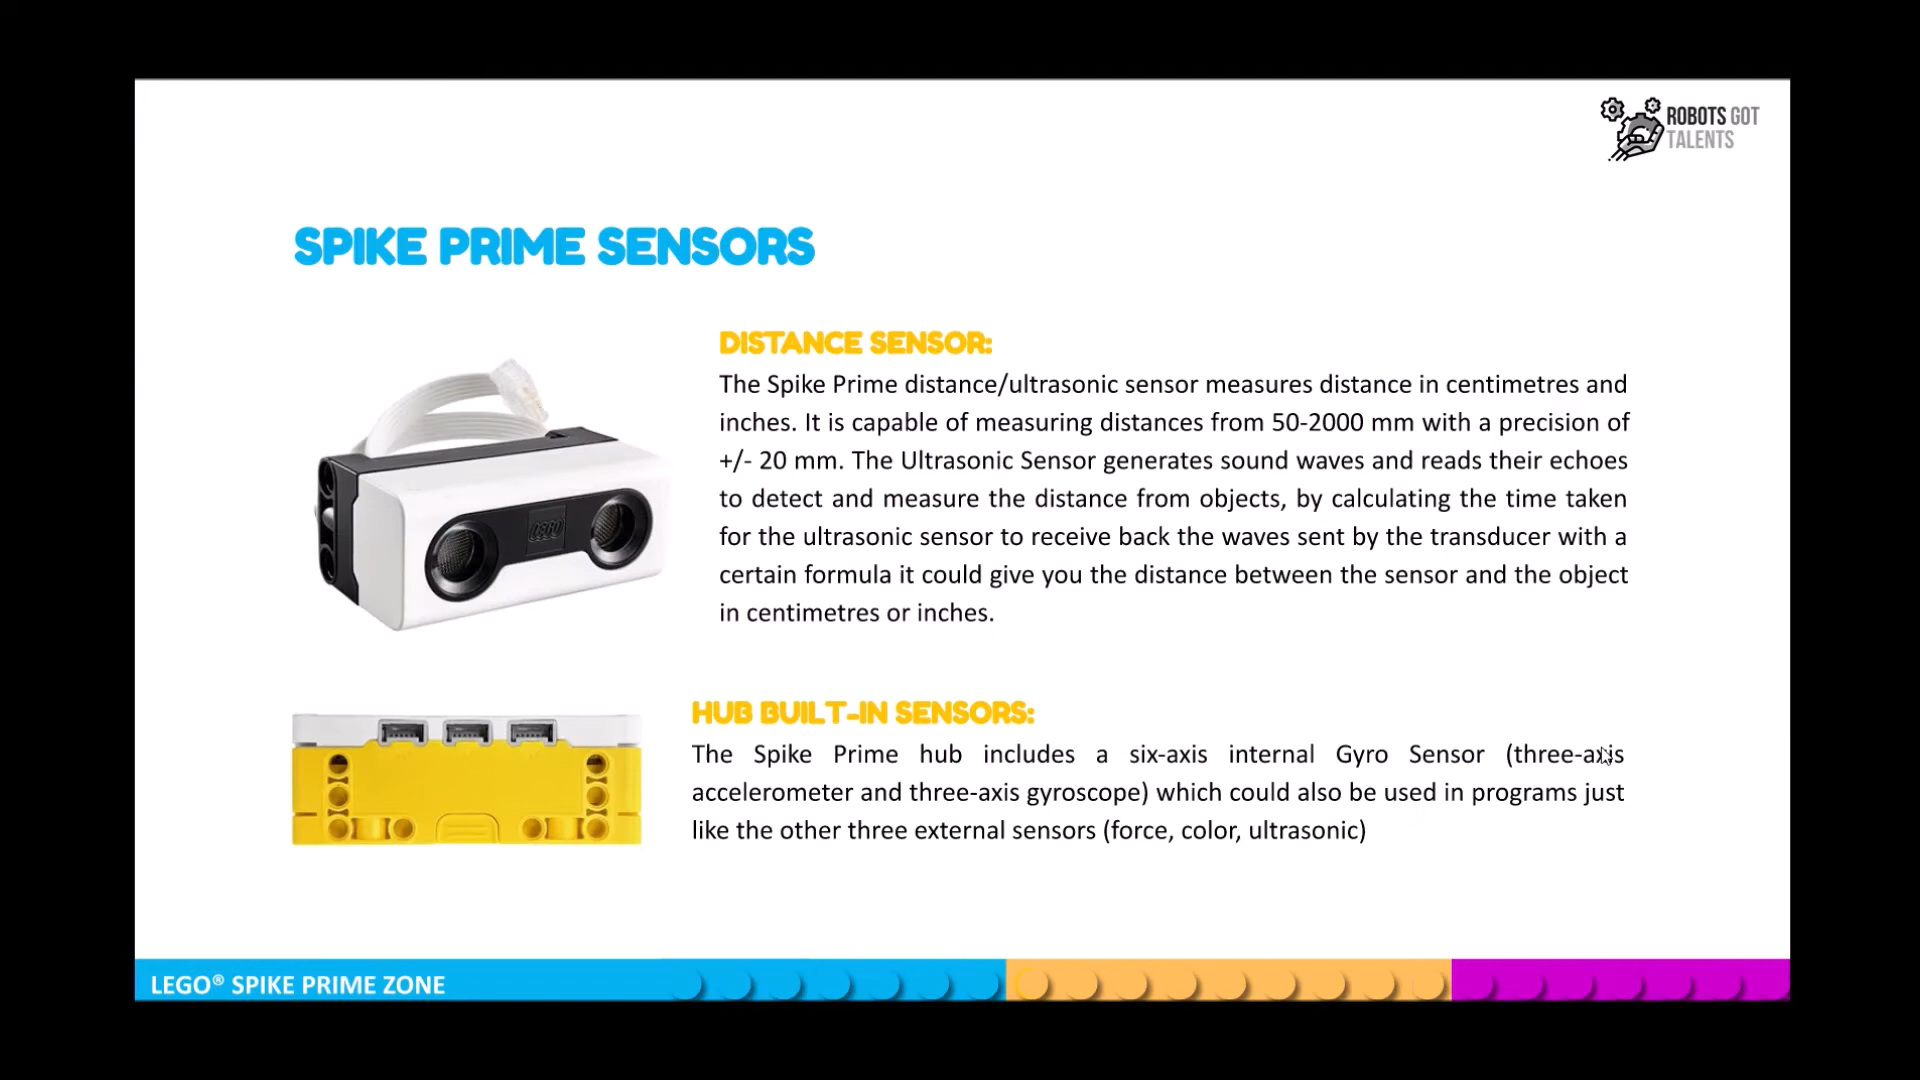 ROBOTS GOT
TALENTS
SPIKE PRIME SENSORS
DISTANCE SENSOR:
The Spike Prime distance/ultrasonic sensor measures distance in centimetres and
inches. It is capable of measuring distances from 50-2000 mm with a precision of
+/- 20 mm. The Ultrasonic Sensor generates sound waves and reads their echoes
to detect and measure the distance from objects, by calculating the time taken
for the ultrasonic sensor to receive back the waves sent by the transducer with a
certain formula it could give you the distance between the sensor and the object
in centimetres or inches.
LEGO
HUB BUILT-IN SENSORS:
The Spike Prime hub includes a six-axis internal Gyro Sensor (three-axis
accelerometer and three-axis gyroscope) which could also be used in programs just
like the other three external sensors (force, color, ultrasonic)
LEGO® SPIKE PRIME ZONE